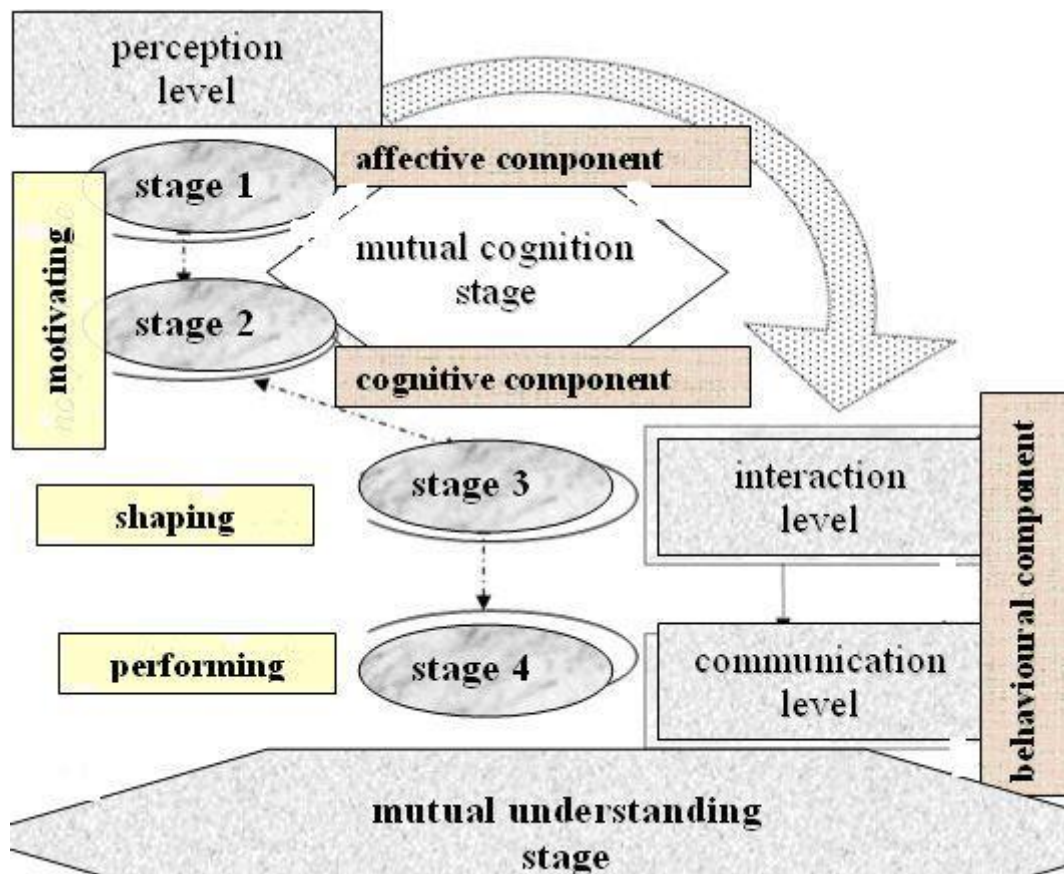 perception
level
affective component
stage 1
motivating
mutual cognition
stage
stage 2
cognitive component
stage 3
interaction
level
shaping
behavioural component
performing
stage 4
communication
level
mutual understanding
stage